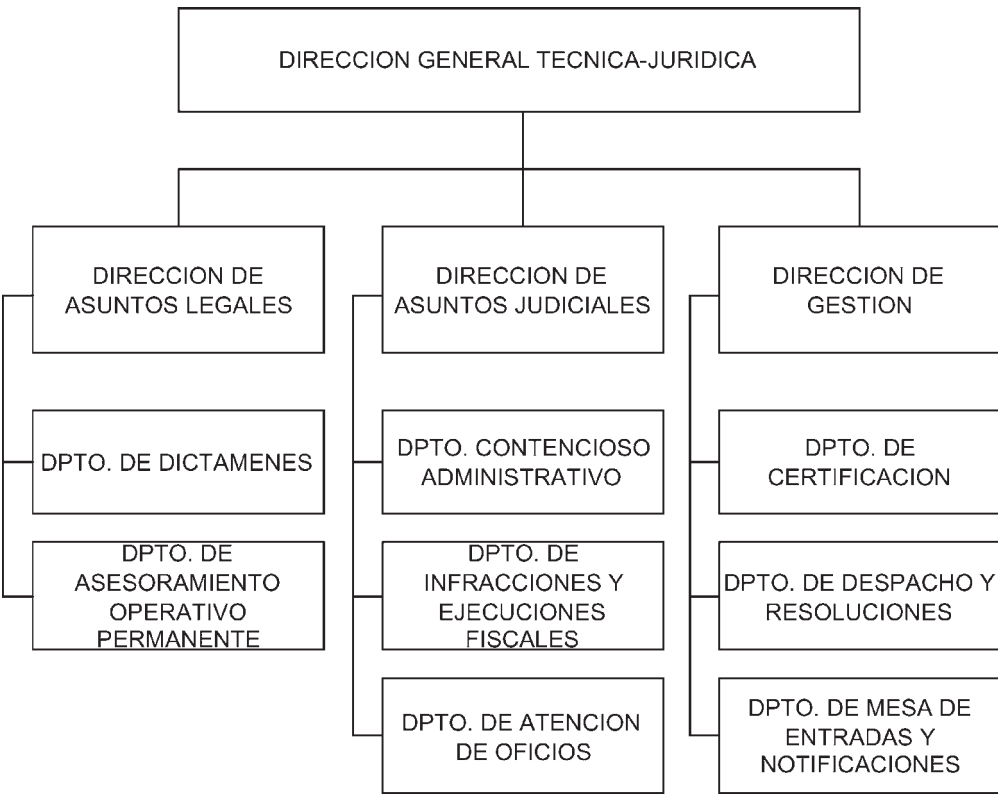 DIRECCION GENERAL TECNICA-JURIDICA
DIRECCION DE
ASUNTOS LEGALES
DPTO. DE DICTAMENES
DPTO. DE
ASESORAMIENTO
OPERATIVO
PERMANENTE
DIRECCION DE
ASUNTOS JUDICIALES
DPTO. CONTENCIOSO
ADMINISTRATIVO
DPTO. DE
INFRACCIONES Y
EJECUCIONES
FISCALES
DPTO. DE ATENCION
DE OFICIOS
DIRECCION DE
GESTION
DPTO. DE
CERTIFICACION
DPTO. DE DESPACHO Y
RESOLUCIONES
DPTO. DE MESA DE
ENTRADAS Y
NOTIFICACIONES